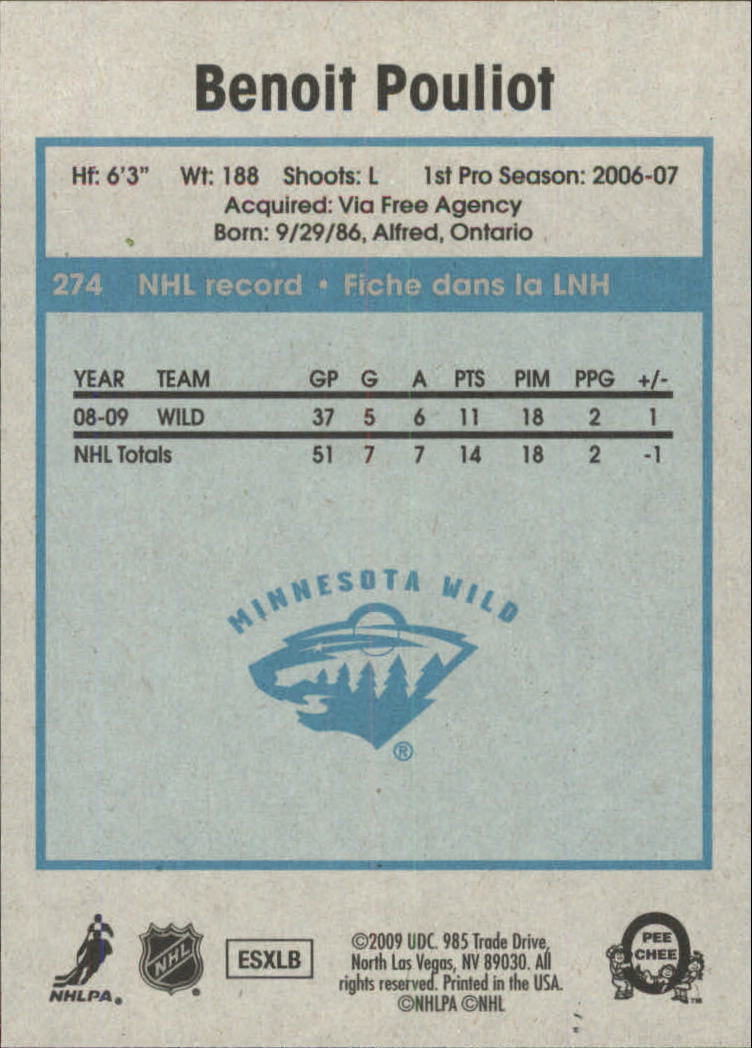 Benoit Pouliot
Ht: 6'3" Wt: 188 Shoots: L 1st Pro Season: 2006-07
Acquired: Via Free Agency
Born: 9/29/86, Alfred, Ontario
274 NHL record • Fiche dans la LNH
YEAR TEAM GP G A PTS PIM PPG +/-
08-09 WILD 37 5 6 11 18 2 1
NHL Totals 51 7 7 14 18 2 -1
MINNESOTA WILD
®
NHLPA®
NHL
ESXLB
©2009 UDC. 985 Trade Drive,
North Las Vegas, NV 89030. All
rights reserved. Printed in the USA.
©NHLPA ©NHL
PEE
CHEE
TM